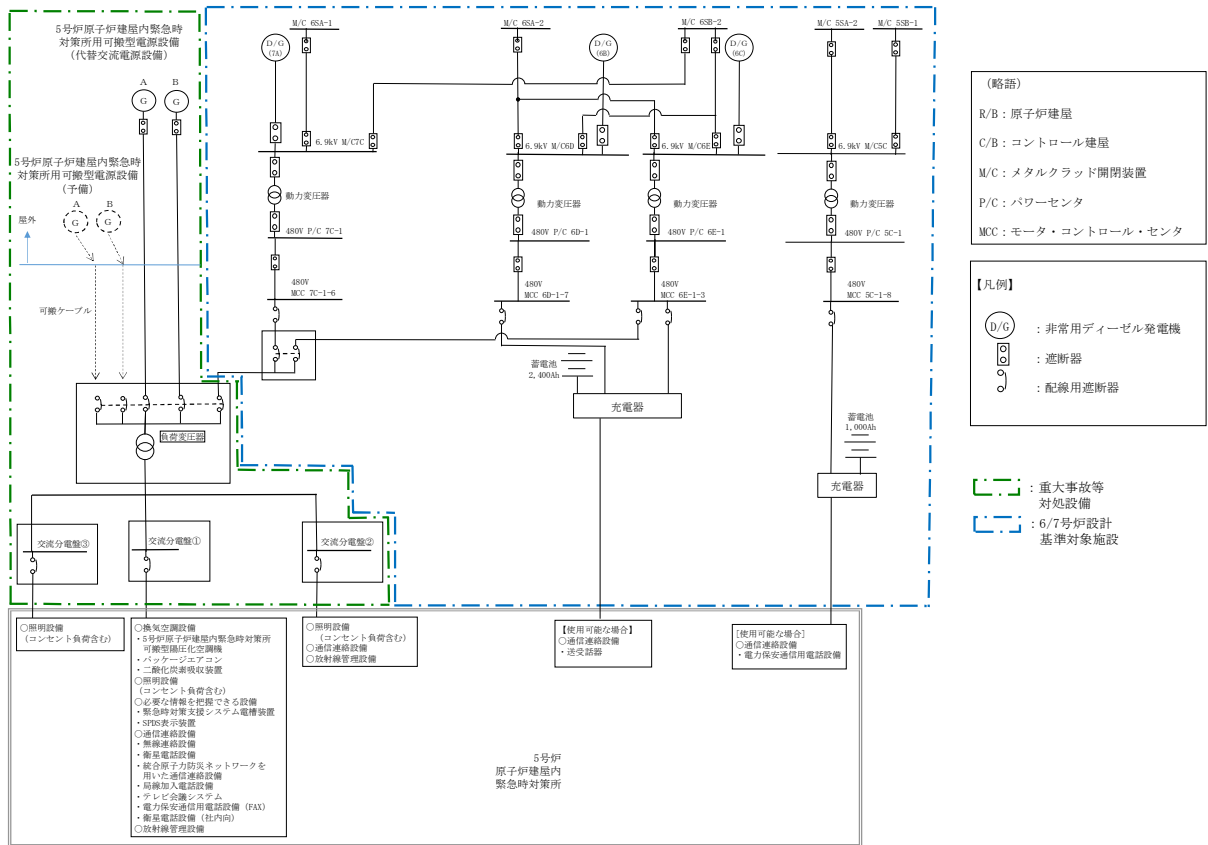 5号炉原子炉建屋内緊急時
対策所用可搬型電源設備
(代替交流電源設備)
A
B
G
G
5号炉原子炉建屋内緊急時
対策所用可搬型電源設備
(予備)
A
B
G
G
屋外
可搬ケーブル
負荷変圧器
交流分電盤③
交流分電盤①
交流分電盤②
M/C 6SA-1
M/C 6SA-2
M/C 6SB-2
M/C 5SA-2
M/C 5SB-1
D/G
(7A)
D/G
(6B)
D/G
(6C)
6.9kV M/C7C
6.9kV M/C6D
6.9kV M/C6E
6.9kV M/C5C
動力変圧器
動力変圧器
動力変圧器
動力変圧器
480V P/C 7C-1
480V P/C 6D-1
480V P/C 6E-1
480V P/C 5C-1
480V
MCC 7C-1-6
480V
MCC 6D-1-7
480V
MCC 6E-1-3
480V
MCC 5C-1-8
蓄電池
2,400Ah
充電器
蓄電池
1,000Ah
充電器
○照明設備
(コンセント負荷含む)
○換気空調設備
・5号炉原子炉建屋内緊急時対策所
可搬型陽圧化空調機
・パッケージエアコン
・二酸化炭素吸収装置
○照明設備
(コンセント負荷含む)
○必要な情報を把握できる設備
・緊急時対策支援システム電槽装置
・SPDS表示装置
○通信連絡設備
・無線連絡設備
・衛星電話設備
・統合原子力防災ネットワークを
用いた通信連絡設備
・局線加入電話設備
・テレビ会議システム
・電力保安通信用電話設備 (FAX)
・衛星電話設備(社内向)
○放射線管理設備
○照明設備
(コンセント負荷含む)
○通信連絡設備
○放射線管理設備
【使用可能な場合】
○通信連絡設備
・送受話器
[使用可能な場合]
○通信連絡設備
・電力保安通信用電話設備
5号炉
原子炉建屋内
緊急時対策所
(略語)
R/B：原子炉建屋
C/B：コントロール建屋
M/C：メタルクラッド開閉装置
P/C：パワーセンタ
MCC：モータ・コントロール・センタ
【凡例】
D/G ：非常用ディーゼル発電機
：遮断器
：配線用遮断器
：重大事故等
対処設備
：6/7号炉設計
基準対象施設